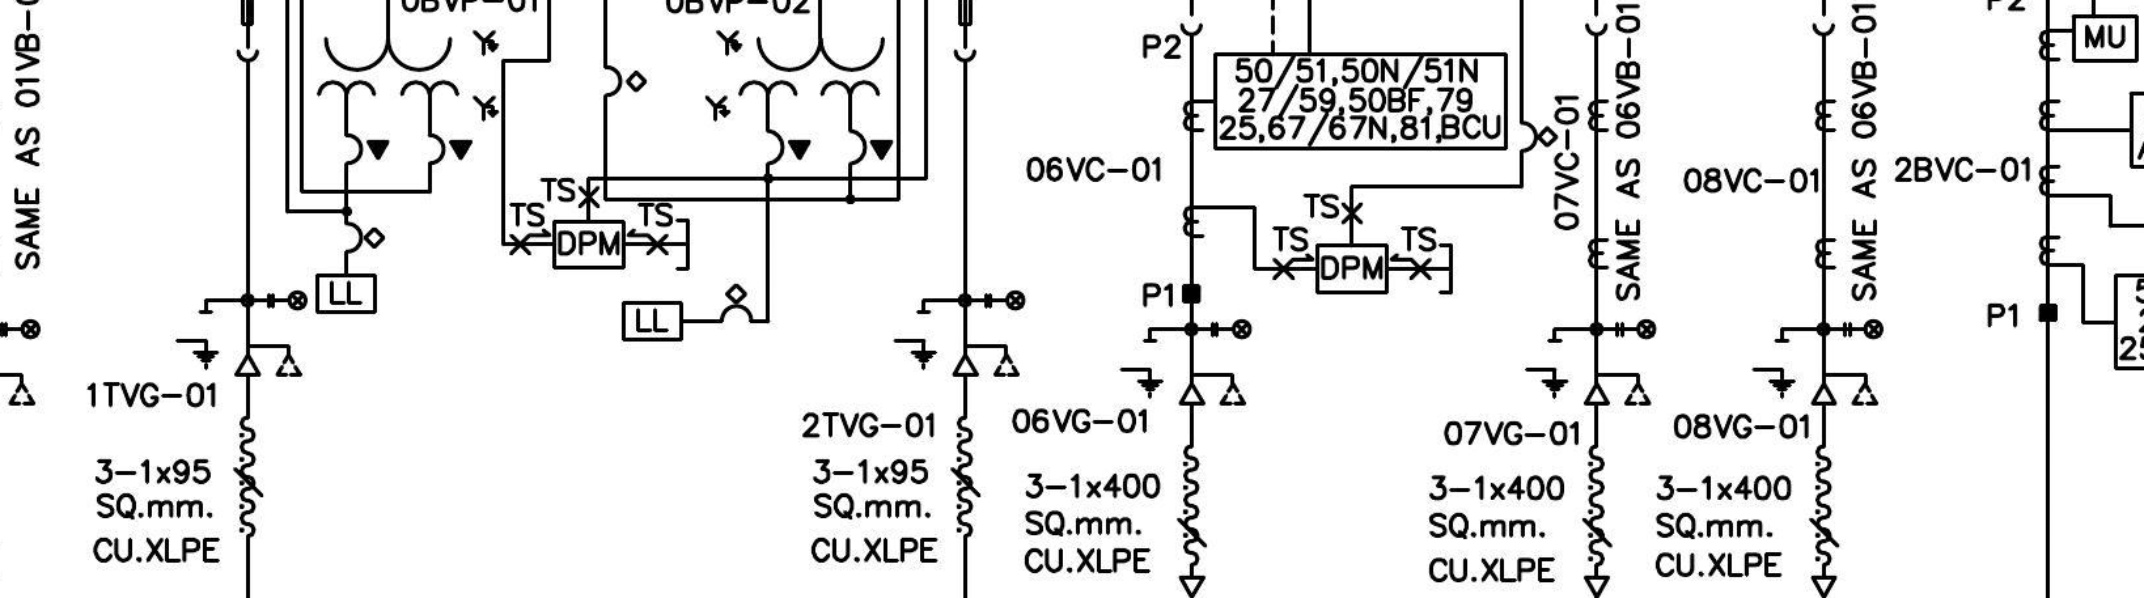 SAME AS 01VB-0
0BVP-01
0BVP-02
P2
50/51,50N/51N
27/59,50BF,79
25,67/67N,81,BCU
06VC-01
07VC-01
SAME AS 06VB-01
08VC-01
SAME AS 06VB-01
P2
MU
2BVC-01
TS
TS
TS
DPM
TS
TS
TS
DPM
LL
LL
P1
P1
25
1TVG-01
3-1x95
SQ.mm.
CU.XLPE
2TVG-01
3-1x95
SQ.mm.
CU.XLPE
06VG-01
3-1x400
SQ.mm.
CU.XLPE
07VG-01
3-1x400
SQ.mm.
CU.XLPE
08VG-01
3-1x400
SQ.mm.
CU.XLPE